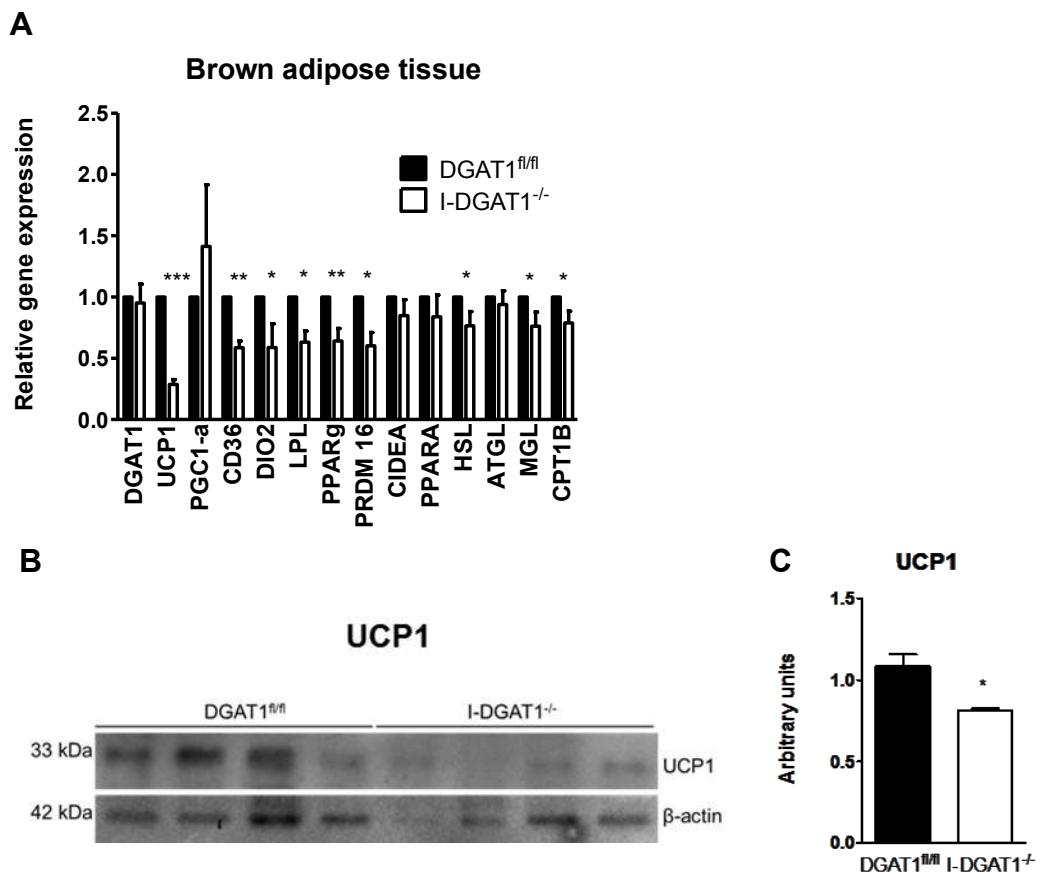 A
Brown adipose tissue
2.5
2.0
1.5
1.0
0.5
0.0
Relative gene expression
DGAT1fl/fl
I-DGAT1-/-
*** ** * * ** * * * *
DGAT1
UCP1
PGC1-a
CD36
DIO2
LPL
PPARg
PRDM 16
CIDEA
PPARA
HSL
ATGL
MGL
CPT1B
B
UCP1
DGAT1fl/fl I-DGAT1-/-
33 kDa UCP1
42 kDa β-actin
C
UCP1
1.5
1.0
0.5
0.0
Arbitrary units
*
DGAT1fl/fl I-DGAT1-/-